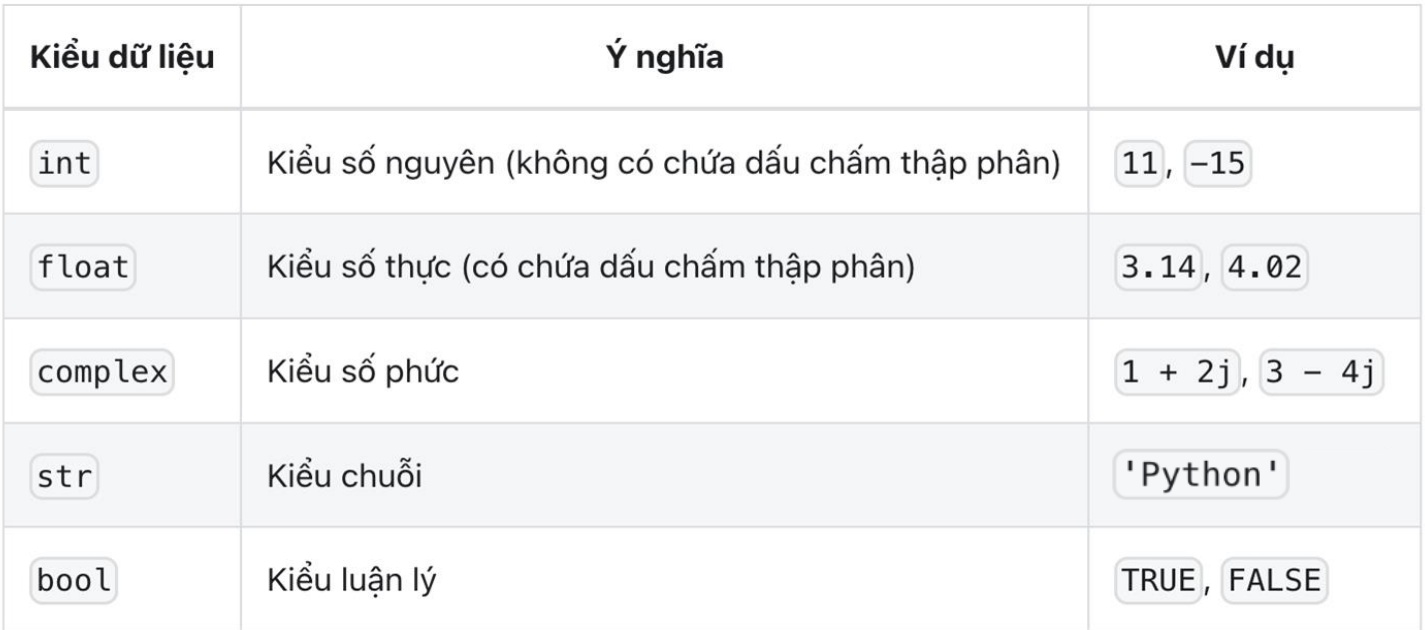 Kiểu dữ liệu Ý nghĩa Ví dụ
int Kiểu số nguyên (không có chứa dấu chấm thập phân) 11, -15
float Kiểu số thực (có chứa dấu chấm thập phân) 3.14, 4.02
complex Kiểu số phức 1 + 2j, 3 - 4j
str Kiểu chuỗi 'Python'
bool Kiểu luận lý TRUE, FALSE